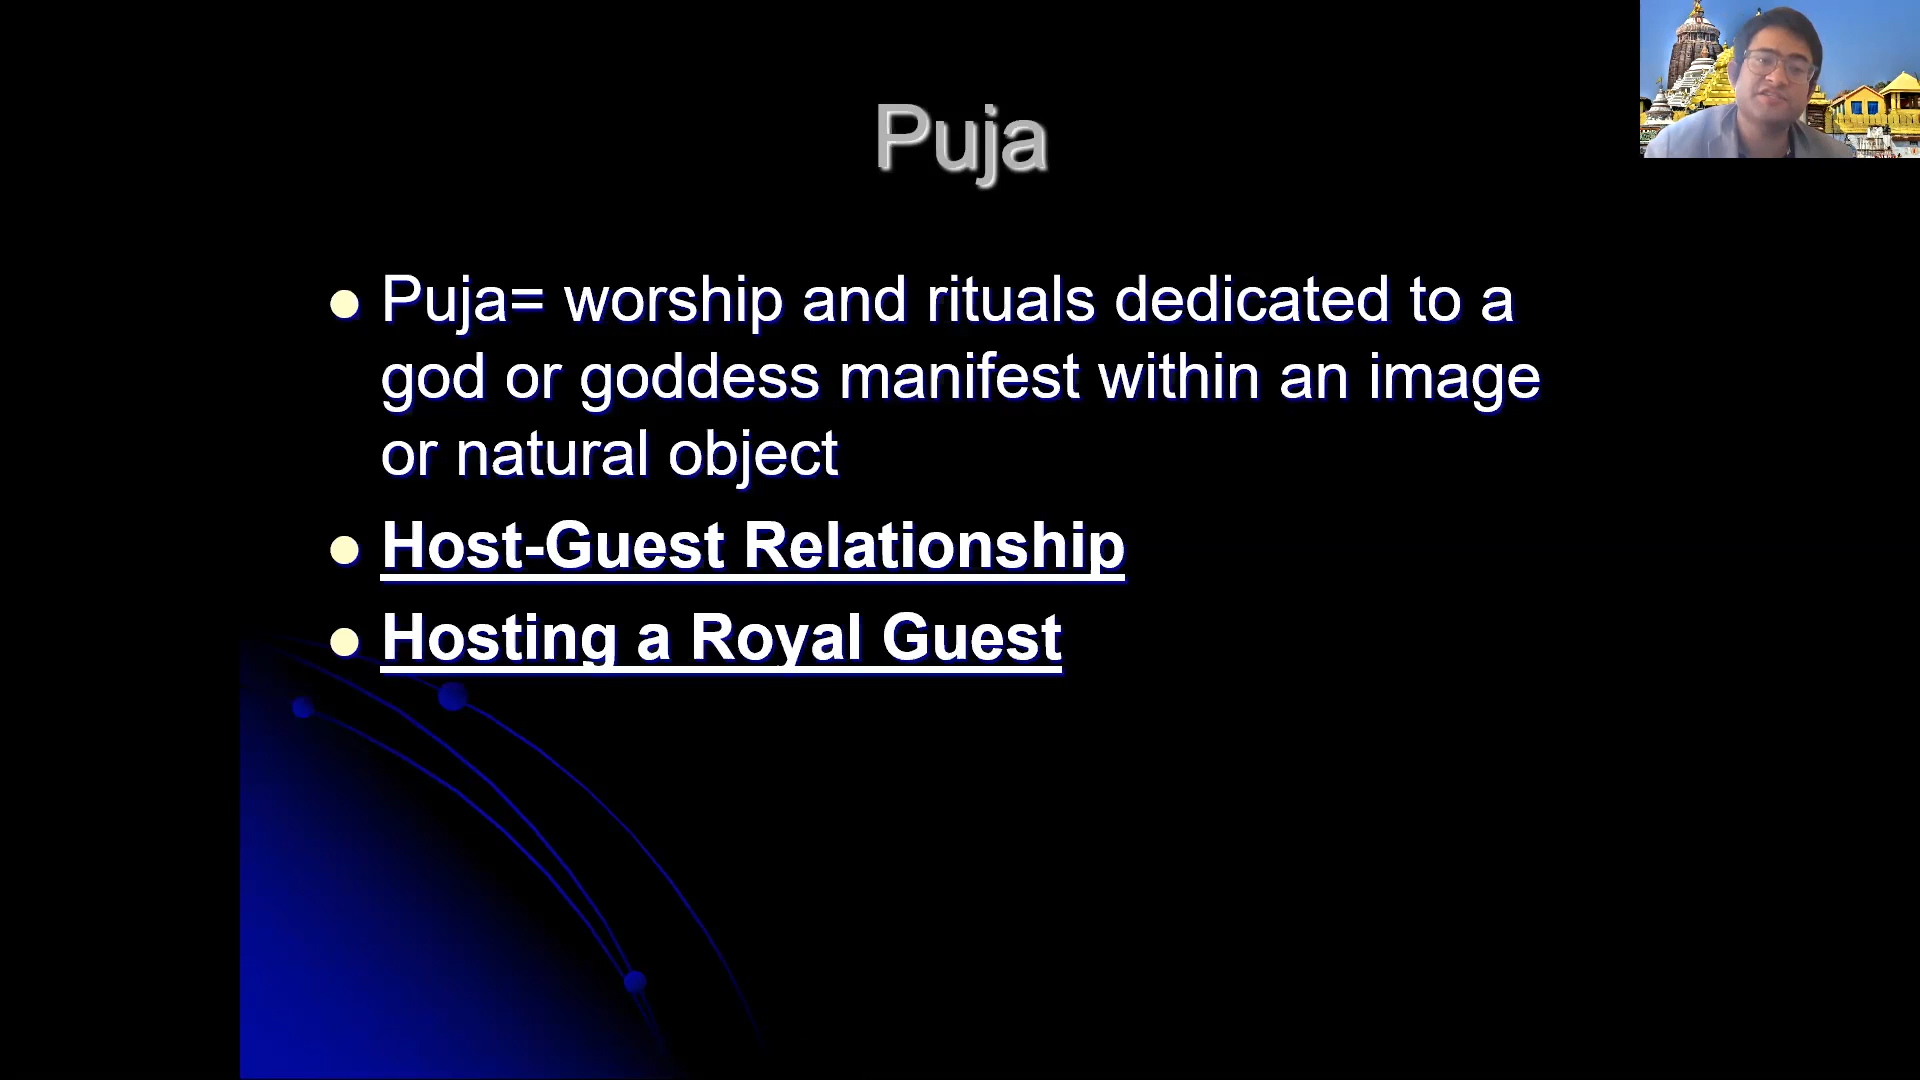 Puja
Puja= worship and rituals dedicated to a
god or goddess manifest within an image
or natural object
Host-Guest Relationship
Hosting a Royal Guest